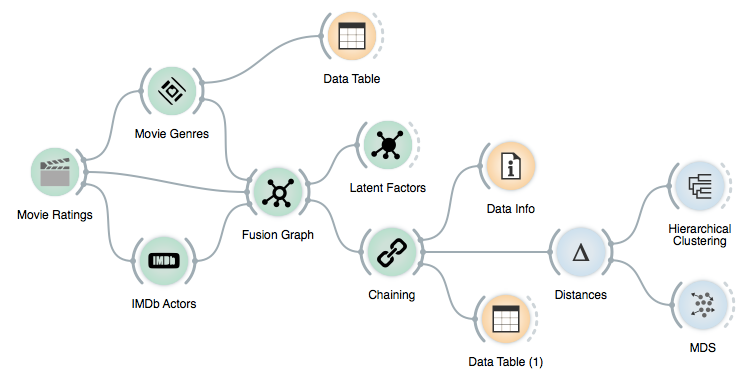 Data Table
Movie Genres
Latent Factors
Data Info
Movie Ratings
Fusion Graph
Hierarchical
Clustering
IMDb
IMDb Actors
Chaining
Δ
Distances
Data Table (1)
MDS